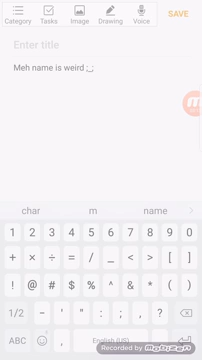 Category Tasks Image Drawing Voice SAVE
Enter title
Meh name is weird ;_;
char m name
1 2 3 4 5 6 7 8 9 0
+ × ÷ = / _ < > [ ]
! @ # $ % ^ & * ( )
1/2 - ' " : ; , ?
ABC , English (US)
Recorded by
mobizen